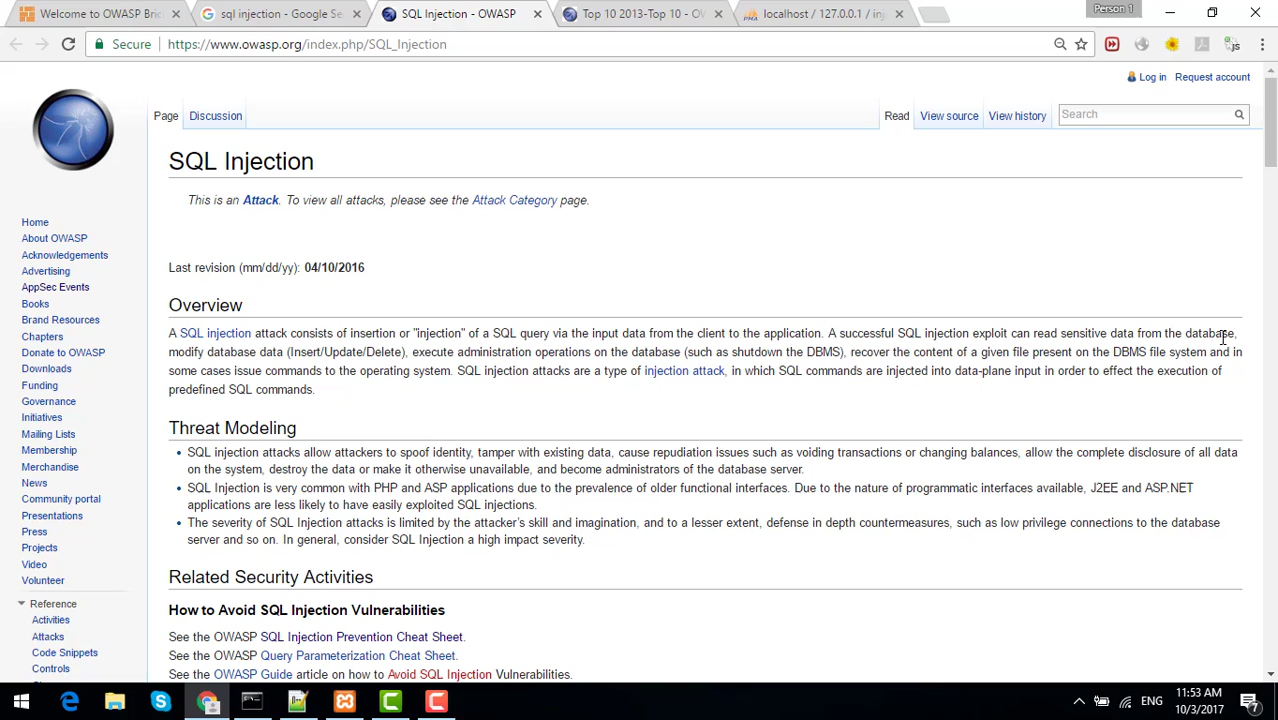 Welcome to OWASP Bric
sql injection - Google Se
SQL Injection - OWASP
Top 10 2013-Top 10 - OV
localhost / 127.0.0.1 / inj
Person 1
Secure
https://www.owasp.org/index.php/SQL_Injection
js
Log in Request account
Page Discussion Read View source View history Search
SQL Injection
This is an Attack. To view all attacks, please see the Attack Category page.
Last revision (mm/dd/yy): 04/10/2016
Overview
A SQL injection attack consists of insertion or "injection" of a SQL query via the input data from the client to the application. A successful SQL injection exploit can read sensitive data from the database,
modify database data (Insert/Update/Delete), execute administration operations on the database (such as shutdown the DBMS), recover the content of a given file present on the DBMS file system and in
some cases issue commands to the operating system. SQL injection attacks are a type of injection attack, in which SQL commands are injected into data-plane input in order to effect the execution of
predefined SQL commands.
Threat Modeling
• SQL injection attacks allow attackers to spoof identity, tamper with existing data, cause repudiation issues such as voiding transactions or changing balances, allow the complete disclosure of all data
on the system, destroy the data or make it otherwise unavailable, and become administrators of the database server.
• SQL Injection is very common with PHP and ASP applications due to the prevalence of older functional interfaces. Due to the nature of programmatic interfaces available, J2EE and ASP.NET
applications are less likely to have easily exploited SQL injections.
• The severity of SQL Injection attacks is limited by the attacker's skill and imagination, and to a lesser extent, defense in depth countermeasures, such as low privilege connections to the database
server and so on. In general, consider SQL Injection a high impact severity.
Related Security Activities
How to Avoid SQL Injection Vulnerabilities
See the OWASP SQL Injection Prevention Cheat Sheet.
See the OWASP Query Parameterization Cheat Sheet.
See the OWASP Guide article on how to Avoid SQL Injection Vulnerabilities.
Home
About OWASP
Acknowledgements
Advertising
AppSec Events
Books
Brand Resources
Chapters
Donate to OWASP
Downloads
Funding
Governance
Initiatives
Mailing Lists
Membership
Merchandise
News
Community portal
Presentations
Press
Projects
Video
Volunteer
Reference
Activities
Attacks
Code Snippets
Controls
ENG
11:53 AM
10/3/2017
7